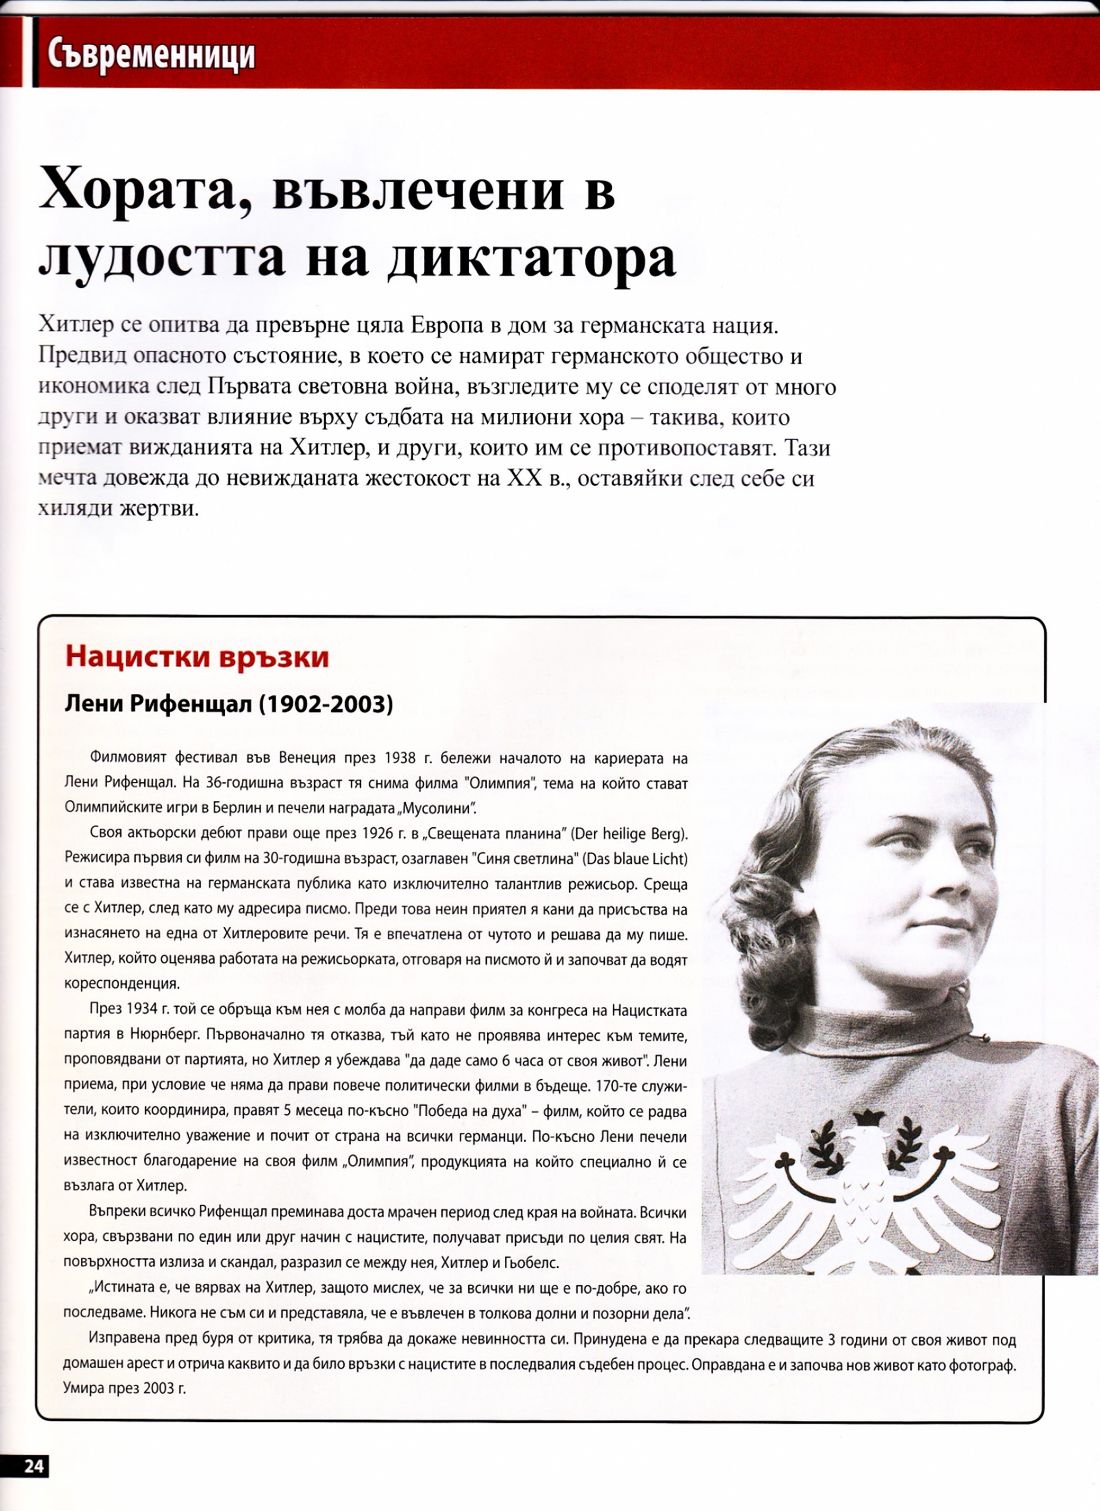 Съвременници
Хората, въвлечени в
лудостта на диктатора
Хитлер се опитва да превърне цяла Европа в дом за германската нация.
Предвид опасното състояние, в което се намират германското общество и
икономика след Първата световна война, възгледите му се споделят от много
други и оказват влияние върху съдбата на милиони хора – такива, които
приемат вижданията на Хитлер, и други, които им се противопоставят. Тази
мечта довежда до невижданата жестокост на XX в., оставяйки след себе си
хиляди жертви.
Нацистки връзки
Лени Рифенщал (1902-2003)
Филмовият фестивал във Венеция през 1938 г. бележи началото на кариерата на
Лени Рифенщал. На 36-годишна възраст тя снима филма "Олимпия", тема на който стават
Олимпийските игри в Берлин и печели наградата „Мусолини”.
Своя актьорски дебют прави още през 1926 г. в „Свещената планина” (Der heilige Berg).
Режисира първия си филм на 30-годишна възраст, озаглавен "Синя светлина" (Das blaue Licht)
и става известна на германската публика като изключително талантлив режисьор. Среща
се с Хитлер, след като му адресира писмо. Преди това неин приятел я кани да присъства на
изнасянето на една от Хитлеровите речи. Тя е впечатлена от чутото и решава да му пише.
Хитлер, който оценява работата на режисьорката, отговаря на писмото й и започват да водят
кореспонденция.
През 1934 г. той се обръща към нея с молба да направи филм за конгреса на Нацистката
партия в Нюрнберг. Първоначално тя отказва, тъй като не проявява интерес към темите,
проповядвани от партията, но Хитлер я убеждава "да даде само 6 часа от своя живот". Лени
приема, при условие че няма да прави повече политически филми в бъдеще. 170-те служи-
тели, които координира, правят 5 месеца по-късно "Победа на духа" – филм, който се радва
на изключително уважение и почит от страна на всички германци. По-късно Лени печели
известност благодарение на своя филм „Олимпия”, продукцията на който специално й се
възлага от Хитлер.
Въпреки всичко Рифенщал преминава доста мрачен период след края на войната. Всички
хора, свързвани по един или друг начин с нацистите, получават присъди по целия свят. На
повърхността излиза и скандал, разразил се между нея, Хитлер и Гьобелс.
„Истината е, че вярвах на Хитлер, защото мислех, че за всички ни ще е по-добре, ако го
последваме. Никога не съм си и представяла, че е въвлечен в толкова долни и позорни дела”.
Изправена пред буря от критика, тя трябва да докаже невинността си. Принудена е да прекара следващите 3 години от своя живот под
домашен арест и отрича каквито и да било връзки с нацистите в последвалия съдебен процес. Оправдана е и започва нов живот като фотограф.
Умира през 2003 г.
24